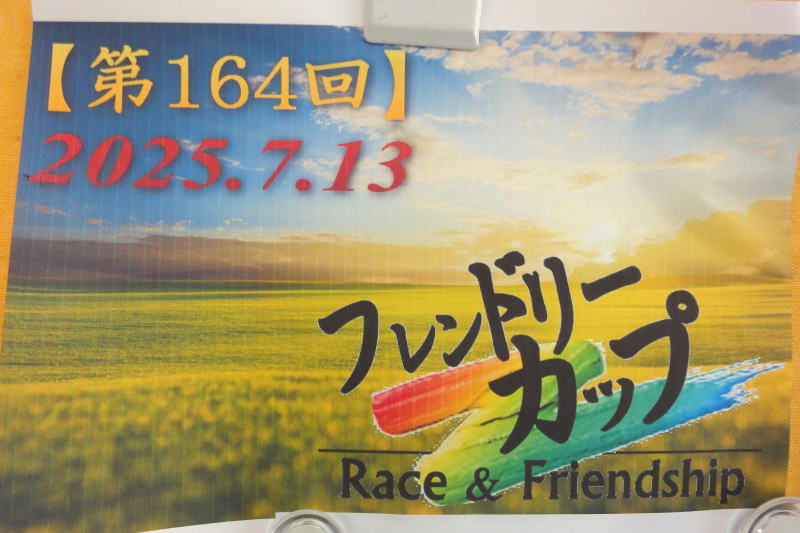 【第164回】
2025.7.13
フレンドリー
カップ
Race & Friendship